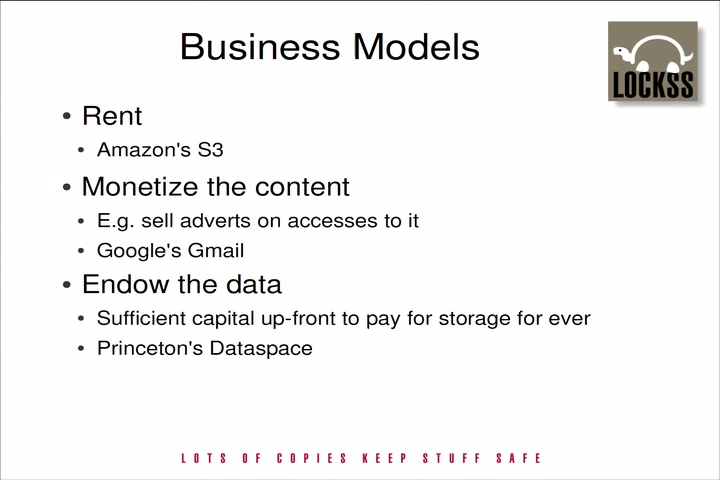 Business Models
LOCKSS
• Rent
• Amazon's S3
• Monetize the content
• E.g. sell adverts on accesses to it
• Google's Gmail
• Endow the data
• Sufficient capital up-front to pay for storage for ever
• Princeton's Dataspace
LOTS OF COPIES KEEP STUFF SAFE